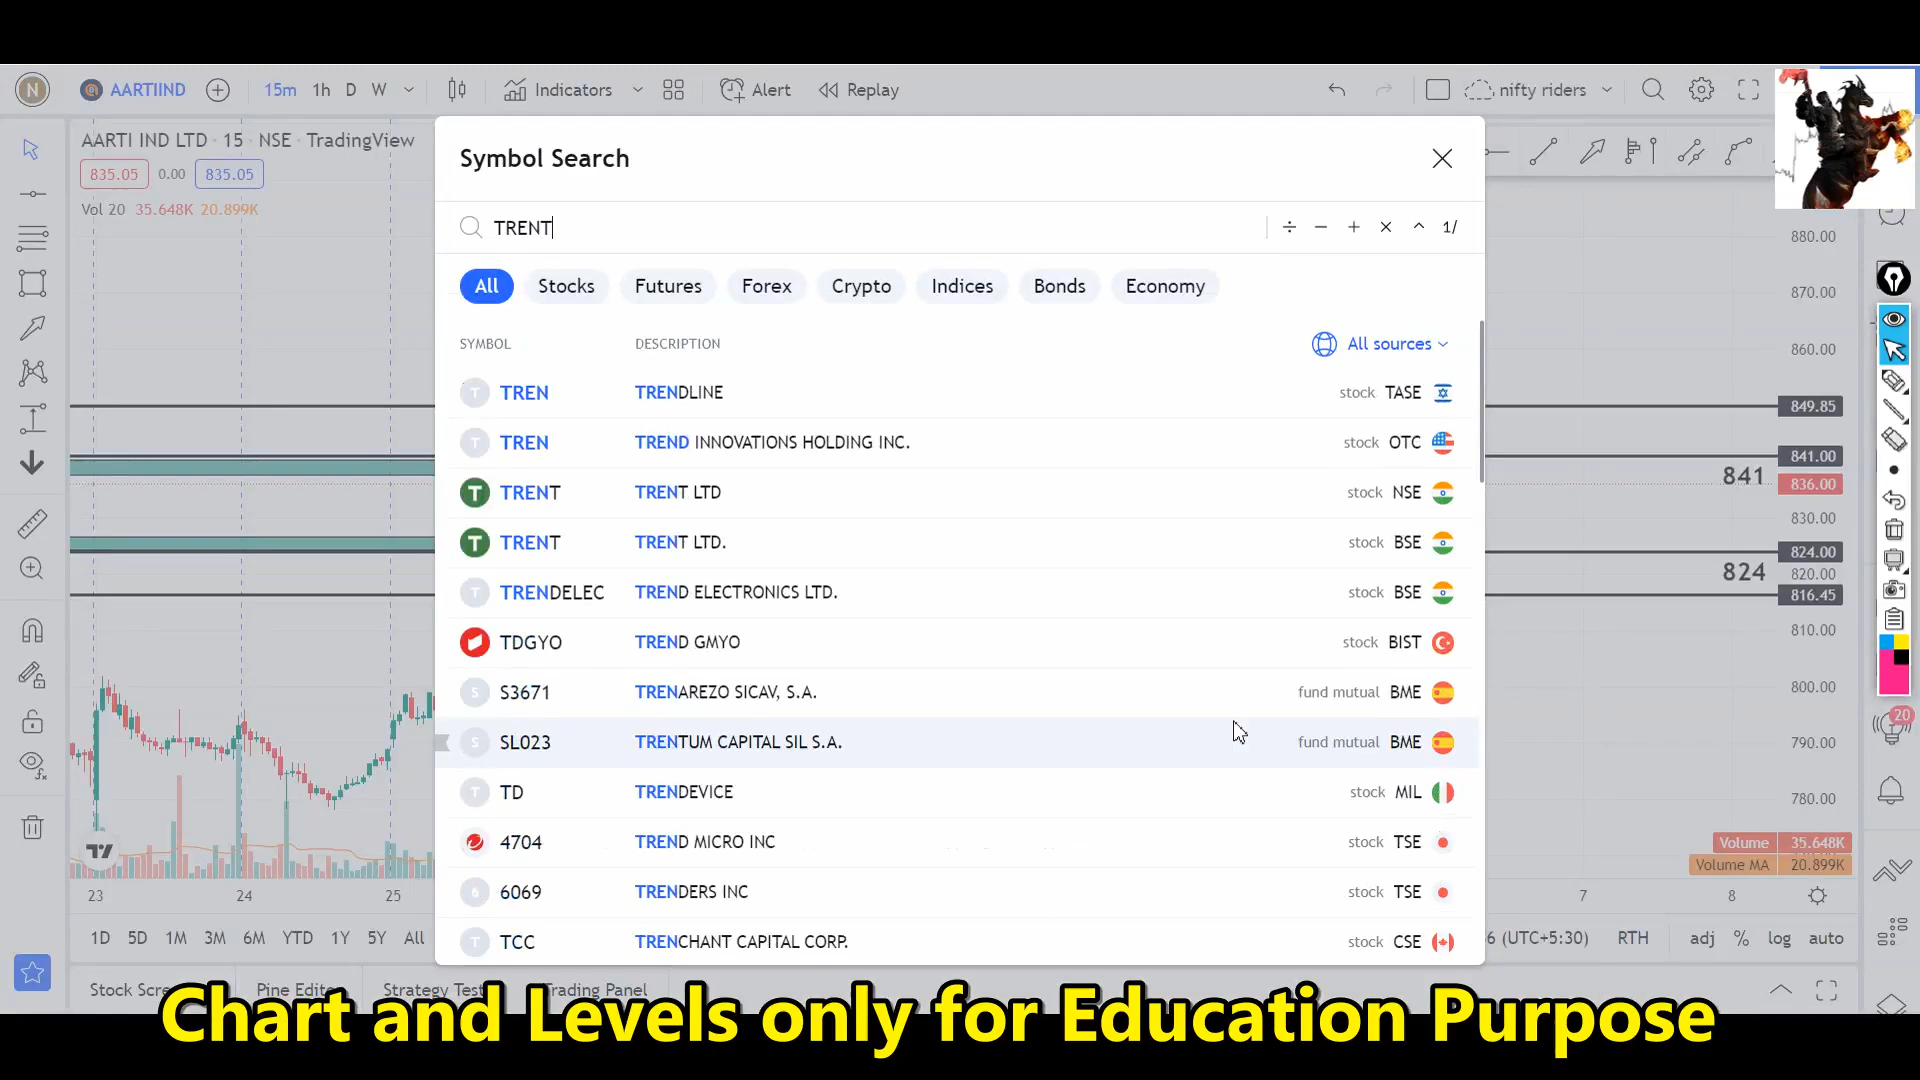 N AARTIIND 15m 1h D W Indicators Alert Replay nifty riders
AARTI IND LTD · 15 · NSE · TradingView
835.05 0.00 835.05
Vol 20 35.648K 20.899K
Symbol Search
TRENT
1/
All Stocks Futures Forex Crypto Indices Bonds Economy
SYMBOL DESCRIPTION All sources
TREN TRENDLINE stock TASE
TREN TREND INNOVATIONS HOLDING INC. stock OTC
TRENT TRENT LTD stock NSE
TRENT TRENT LTD. stock BSE
TRENDELEC TREND ELECTRONICS LTD. stock BSE
TDGYO TREND GMYO stock BIST
S3671 TRENAREZO SICAV, S.A. fund mutual BME
SL023 TRENTUM CAPITAL SIL S.A. fund mutual BME
TD TRENDEVICE stock MIL
4704 TREND MICRO INC stock TSE
6069 TRENDERS INC stock TSE
TCC TRENCHANT CAPITAL CORP. stock CSE
880.00
870.00
860.00
849.85
841.00
841
836.00
830.00
824.00
824
820.00
816.45
810.00
800.00
20
790.00
780.00
Volume 35.648K
Volume MA 20.899K
23 24 25 7 8
1D 5D 1M 3M 6M YTD 1Y 5Y All
6 (UTC+5:30) RTH adj % log auto
Stock Scre Pine Edite Strategy Test Trading Panel
Chart and Levels only for Education Purpose